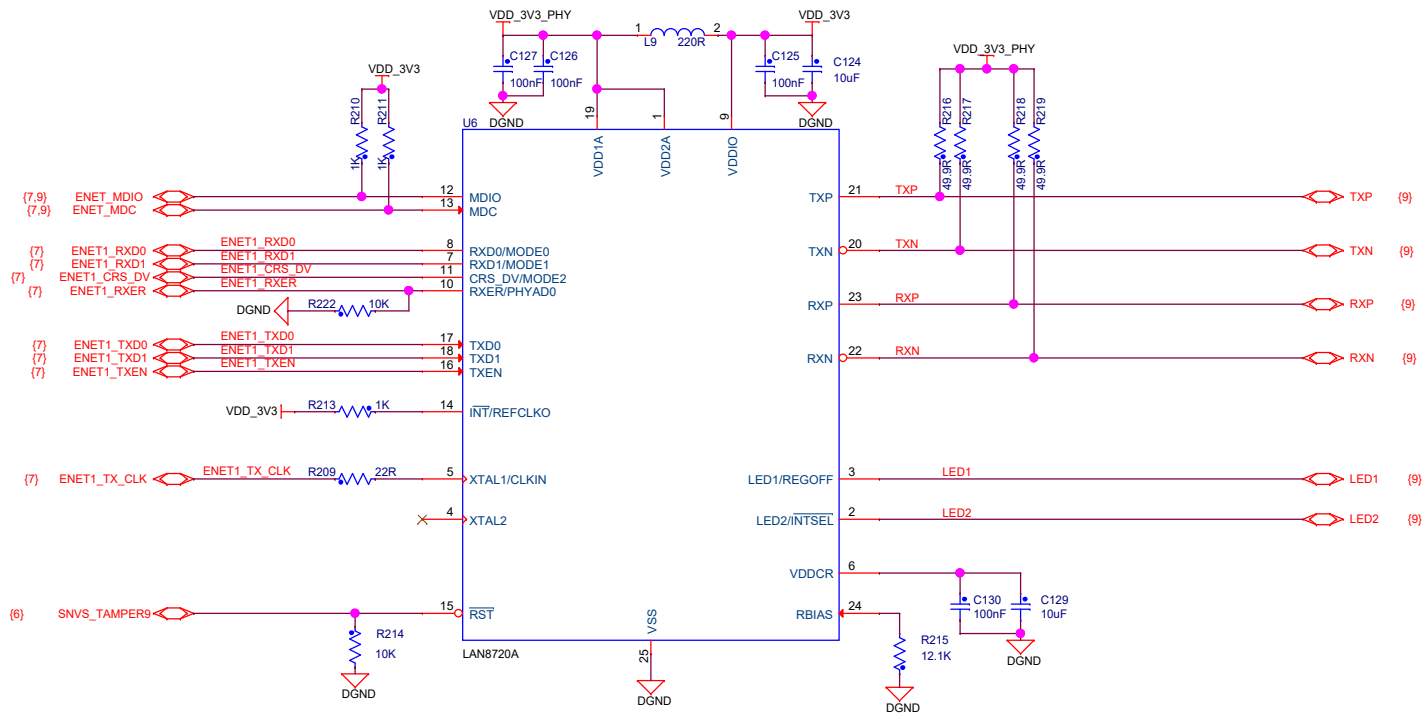 VDD_3V3_PHY
VDD_3V3
1
2
L9
220R
C127
C126
100nF
100nF
C125
C124
100nF
10uF
DGND
DGND
VDD_3V3
R210
R211
1K
1K
VDD_3V3_PHY
R216
R217
R218
R219
49.9R
49.9R
49.9R
49.9R
U6
19
1
9
VDD1A
VDD2A
VDDIO
{7,9} ENET_MDIO 12 MDIO
{7,9} ENET_MDC 13 MDC
{7} ENET1_RXD0 ENET1_RXD0 8 RXD0/MODE0
{7} ENET1_RXD1 ENET1_RXD1 7 RXD1/MODE1
{7} ENET1_CRS_DV ENET1_CRS_DV 11 CRS_DV/MODE2
{7} ENET1_RXER 10 RXER/PHYAD0
DGND R222 10K
{7} ENET1_TXD0 ENET1_TXD0 17 TXD0
{7} ENET1_TXD1 ENET1_TXD1 18 TXD1
{7} ENET1_TXEN ENET1_TXEN 16 TXEN
VDD_3V3 R213 1K 14 INT/REFCLKO
{7} ENET1_TX_CLK ENET1_TX_CLK R209 22R 5 XTAL1/CLKIN
4 XTAL2
{6} SNVS_TAMPER9 15 RST
R214
10K
DGND
TXP 21 TXP TXP {9}
TXN 20 TXN TXN {9}
RXP 23 RXP RXP {9}
RXN 22 RXN RXN {9}
LED1/REGOFF 3 LED1 LED1 {9}
LED2/INTSEL 2 LED2 LED2 {9}
VDDCR 6
C130
100nF
C129
10uF
DGND
RBIAS 24
R215
12.1K
DGND
VSS
25
DGND
LAN8720A